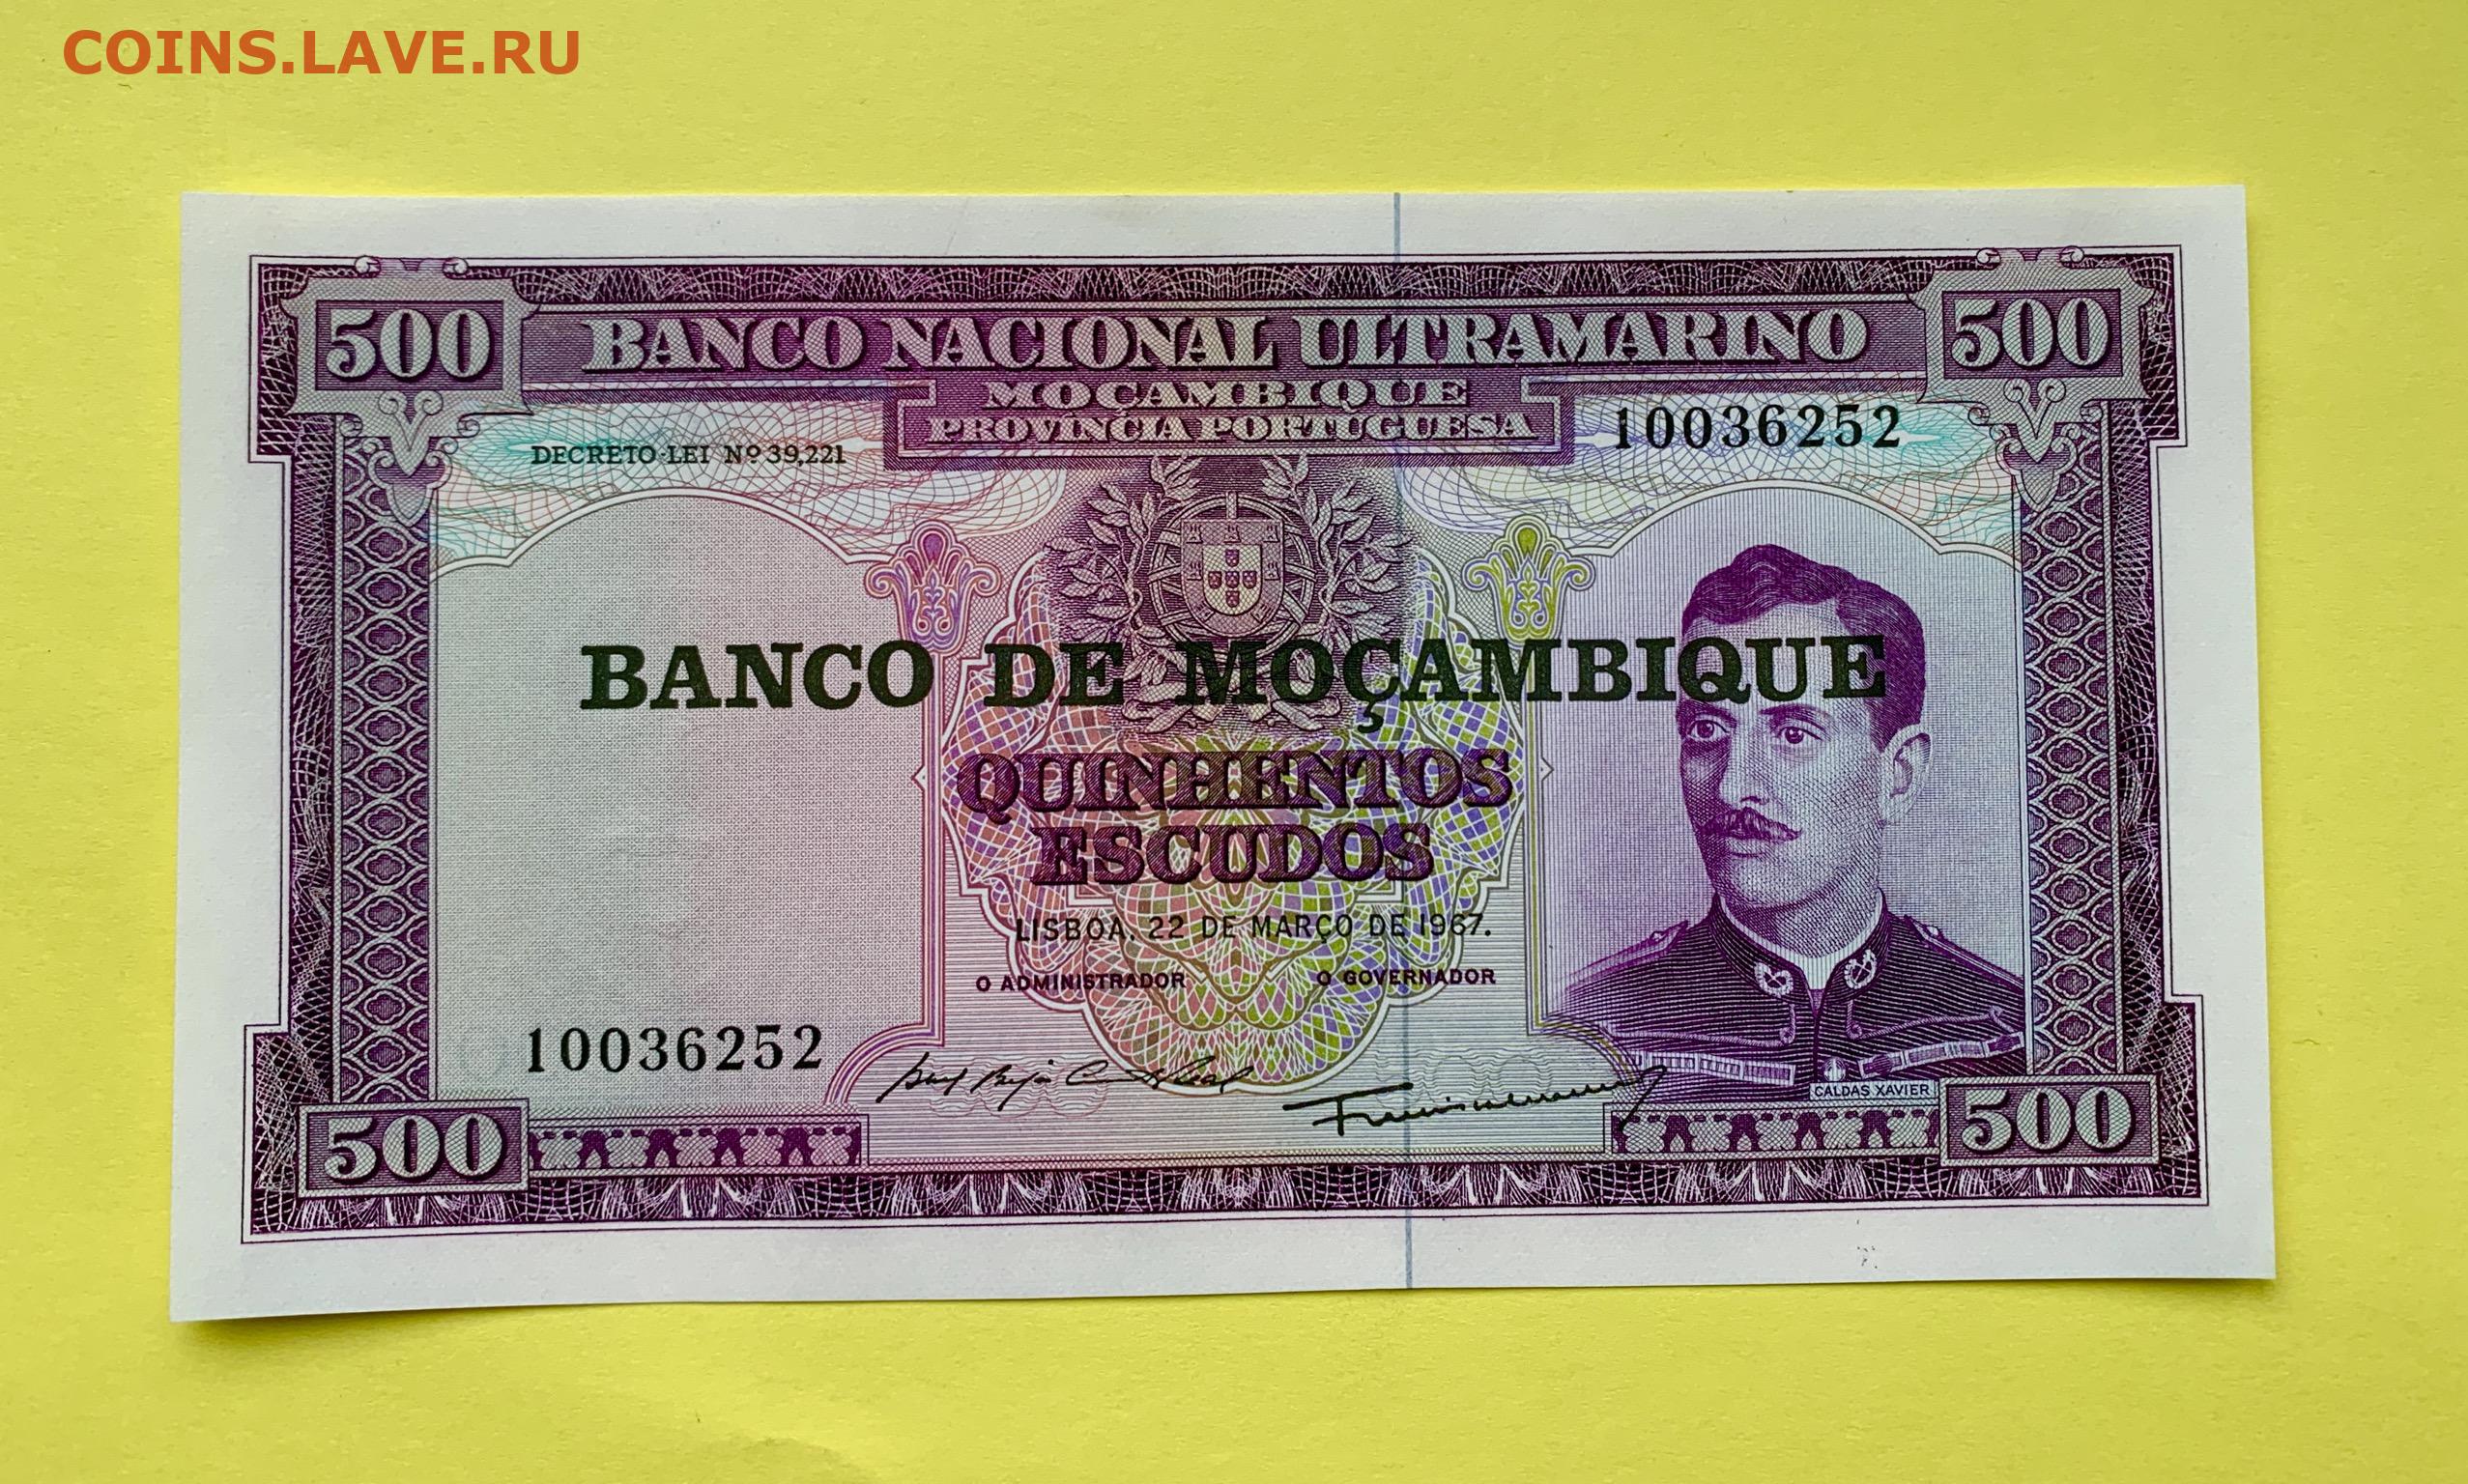 COINS.LAVE.RU
500 BANCO NACIONAL ULTRAMARINO 500
MOÇAMBIQUE
PROVÍNCIA PORTUGUESA
DECRETO-LEI Nº 39,221
10036252
BANCO DE MOÇAMBIQUE
QUINHENTOS
ESCUDOS
LISBOA, 22 DE MARÇO DE 1967.
O ADMINISTRADOR O GOVERNADOR
10036252
CALDAS XAVIER
500 500